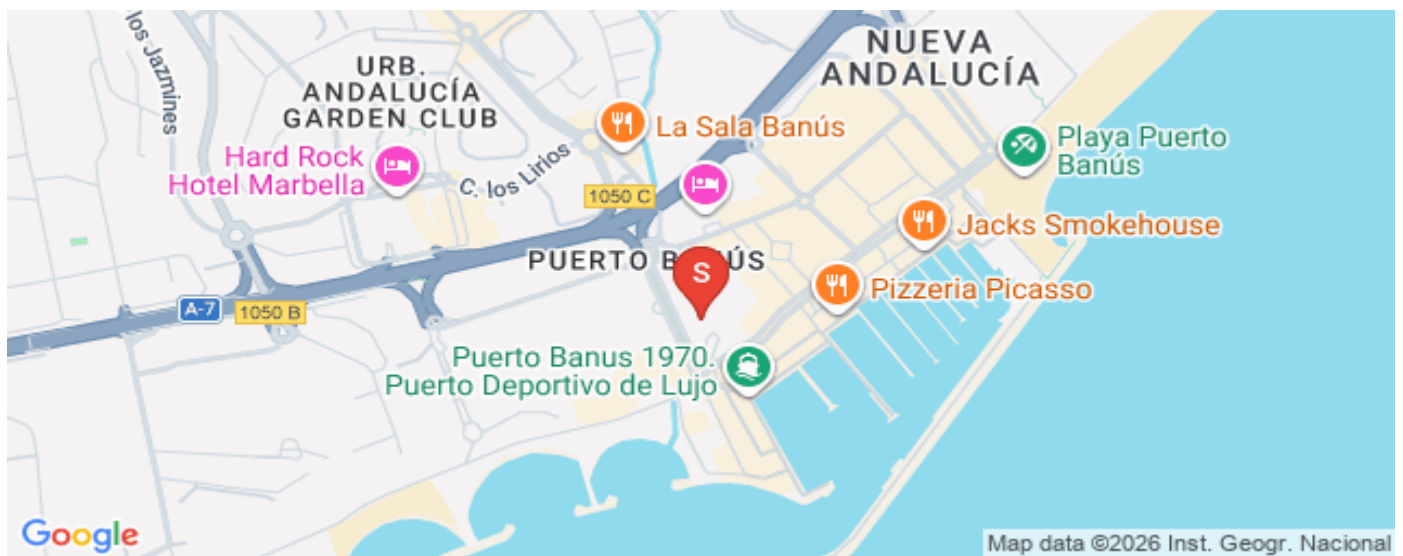 los Jazmines
URB.
ANDALUCÍA
GARDEN CLUB
NUEVA
ANDALUCÍA
La Sala Banús
Playa Puerto
Banús
Hard Rock
Hotel Marbella
C. los Lirios
1050 C
Jacks Smokehouse
PUERTO B
ÚS
S
Pizzeria Picasso
A-7
1050 B
Puerto Banus 1970.
Puerto Deportivo de Lujo
Google
Map data ©2026 Inst. Geogr. Nacional